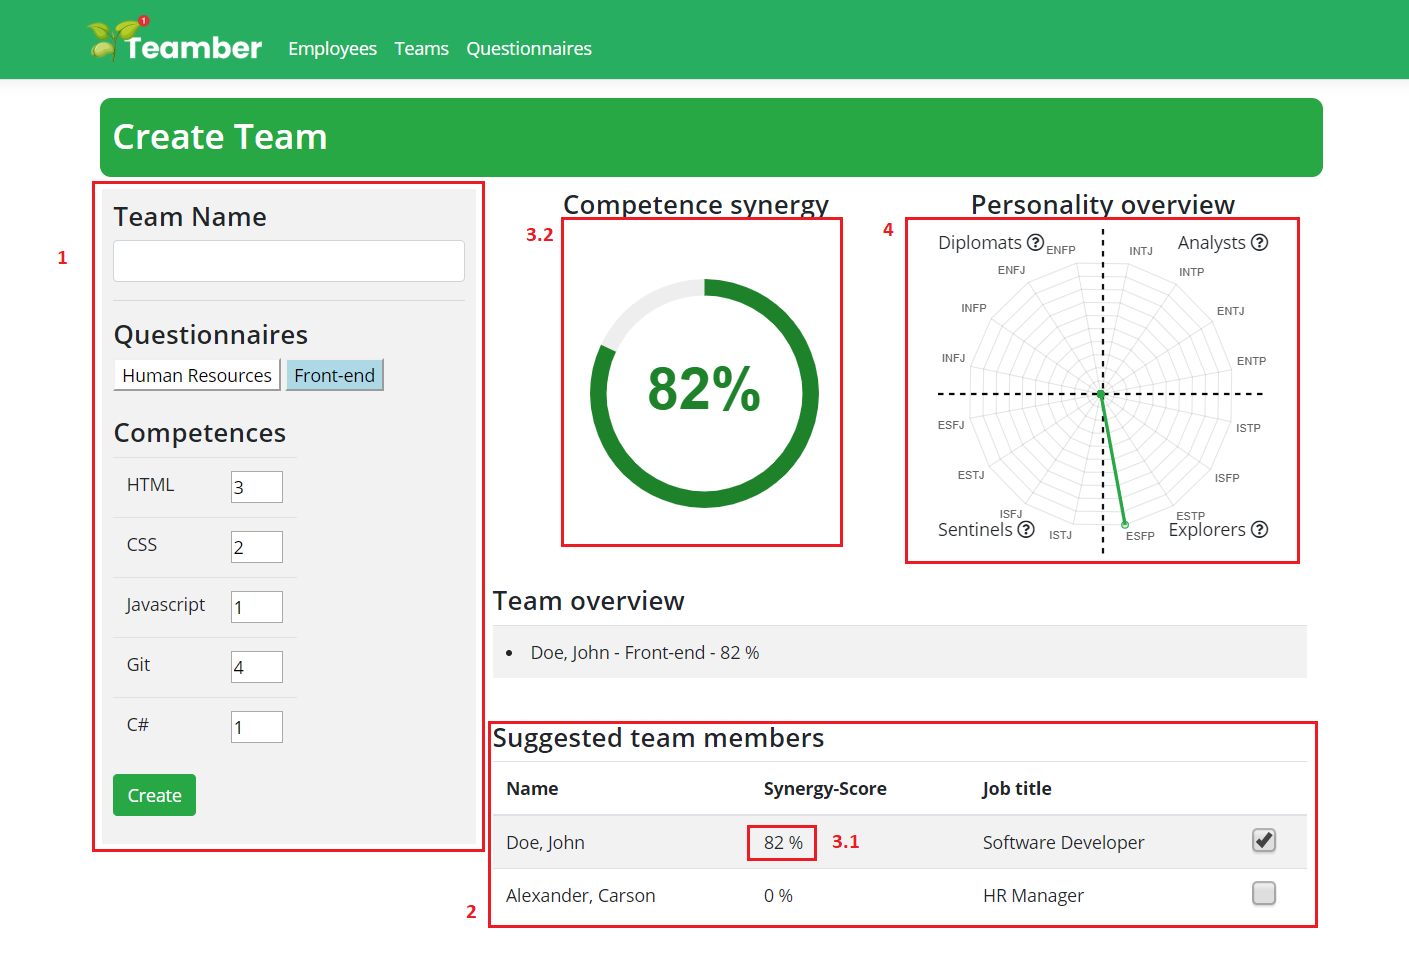 1
Teamber Employees Teams Questionnaires
Create Team
1
Team Name
Questionnaires
Human Resources Front-end
Competences
HTML 3
CSS 2
Javascript 1
Git 4
C# 1
Create
Competence synergy
3.2
82%
Personality overview
4
Diplomats ENFP INTJ Analysts
ENFJ INTP
INFP ENTJ
INFJ ENTP
ESFJ ISTP
ESTJ ISFP
ISFJ ESTP
Sentinels ISTJ ESFP Explorers
Team overview
Doe, John - Front-end - 82 %
Suggested team members
Name Synergy-Score Job title
Doe, John 82 % 3.1 Software Developer
Alexander, Carson 0 % HR Manager
2